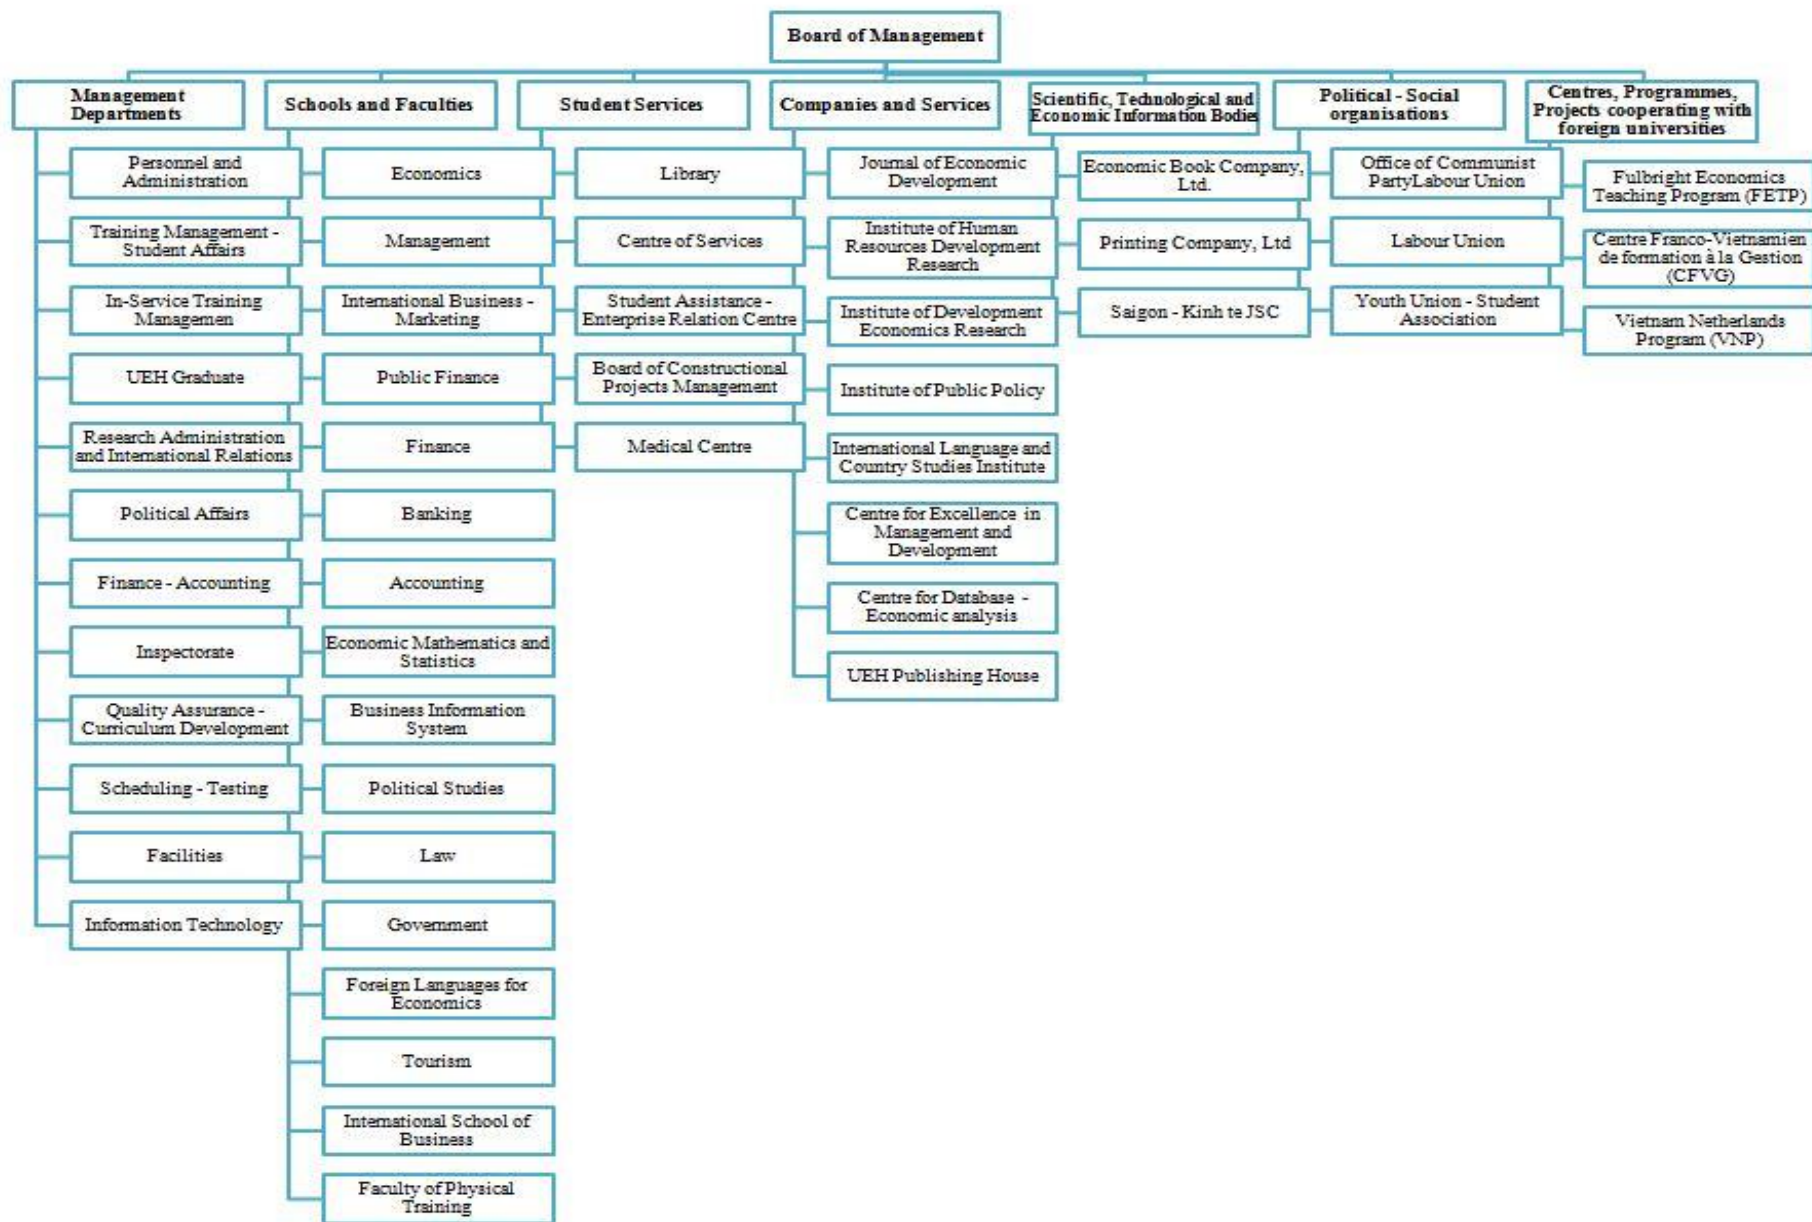 Board of Management
Management
Departments
Personnel and
Administration
Training Management -
Student Affairs
In-Service Training
Managemen
UEH Graduate
Research Administration
and International Relations
Political Affairs
Finance - Accounting
Inspectorate
Quality Assurance -
Curriculum Development
Scheduling - Testing
Facilities
Information Technology
Schools and Faculties
Economics
Management
International Business -
Marketing
Public Finance
Finance
Banking
Accounting
Economic Mathematics and
Statistics
Business Information
System
Political Studies
Law
Government
Foreign Languages for
Economics
Tourism
International School of
Business
Faculty of Physical
Training
Student Services
Library
Centre of Services
Student Assistance -
Enterprise Relation Centre
Board of Constructional
Projects Management
Medical Centre
Companies and Services
Journal of Economic
Development
Institute of Human
Resources Development
Research
Institute of Development
Economics Research
Institute of Public Policy
International Language and
Country Studies Institute
Centre for Excellence in
Management and
Development
Centre for Database -
Economic analysis
UEH Publishing House
Scientific, Technological and
Economic Information Bodies
Economic Book Company,
Ltd.
Printing Company, Ltd
Saigon - Kinh te JSC
Political - Social
organisations
Office of Communist
PartyLabour Union
Labour Union
Youth Union - Student
Association
Centres, Programmes,
Projects cooperating with
foreign universities
Fulbright Economics
Teaching Program (FETP)
Centre Franco-Vietnamien
de formation à la Gestion
(CFVG)
Vietnam Netherlands
Program (VNP)